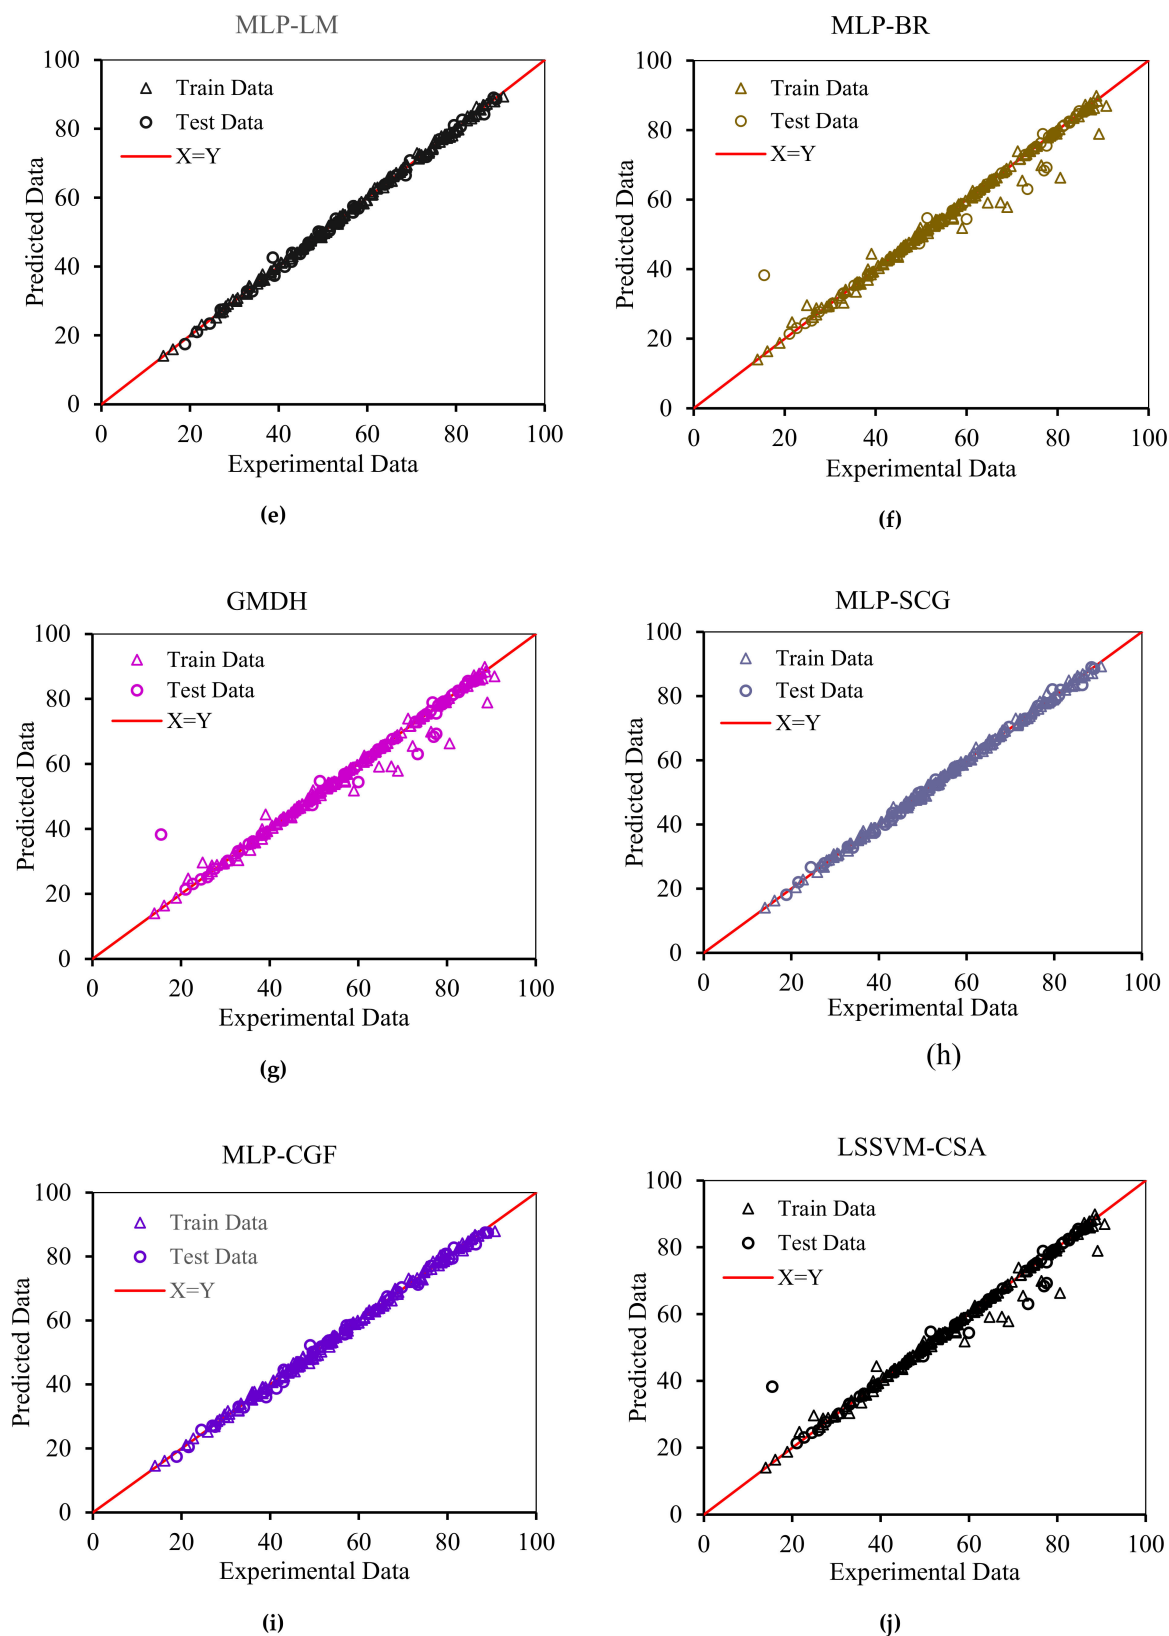 MLP-LM
100
80
60
40
20
0
Predicted Data
Train Data
Test Data
X=Y
0 20 40 60 80 100
Experimental Data
(e)
MLP-BR
100
80
60
40
20
0
Predicted Data
Train Data
Test Data
X=Y
0 20 40 60 80 100
Experimental Data
(f)
GMDH
100
80
60
40
20
0
Predicted Data
Train Data
Test Data
X=Y
0 20 40 60 80 100
Experimental Data
(g)
MLP-SCG
100
80
60
40
20
0
Predicted Data
Train Data
Test Data
X=Y
0 20 40 60 80 100
Experimental Data
(h)
MLP-CGF
100
80
60
40
20
0
Predicted Data
Train Data
Test Data
X=Y
0 20 40 60 80 100
Experimental Data
(i)
LSSVM-CSA
100
80
60
40
20
0
Predicted Data
Train Data
Test Data
X=Y
0 20 40 60 80 100
Experimental Data
(j)